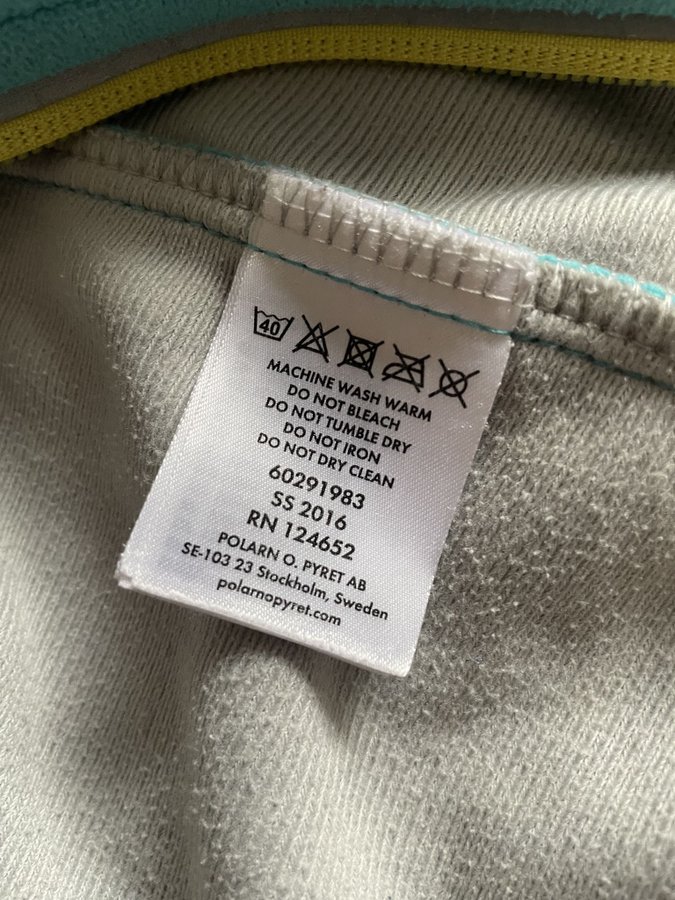 40
MACHINE WASH WARM
DO NOT BLEACH
DO NOT TUMBLE DRY
DO NOT IRON
DO NOT DRY CLEAN
60291983
SS 2016
RN 124652
POLARN O. PYRET AB
SE-103 23 Stockholm, Sweden
polarnopyret.com